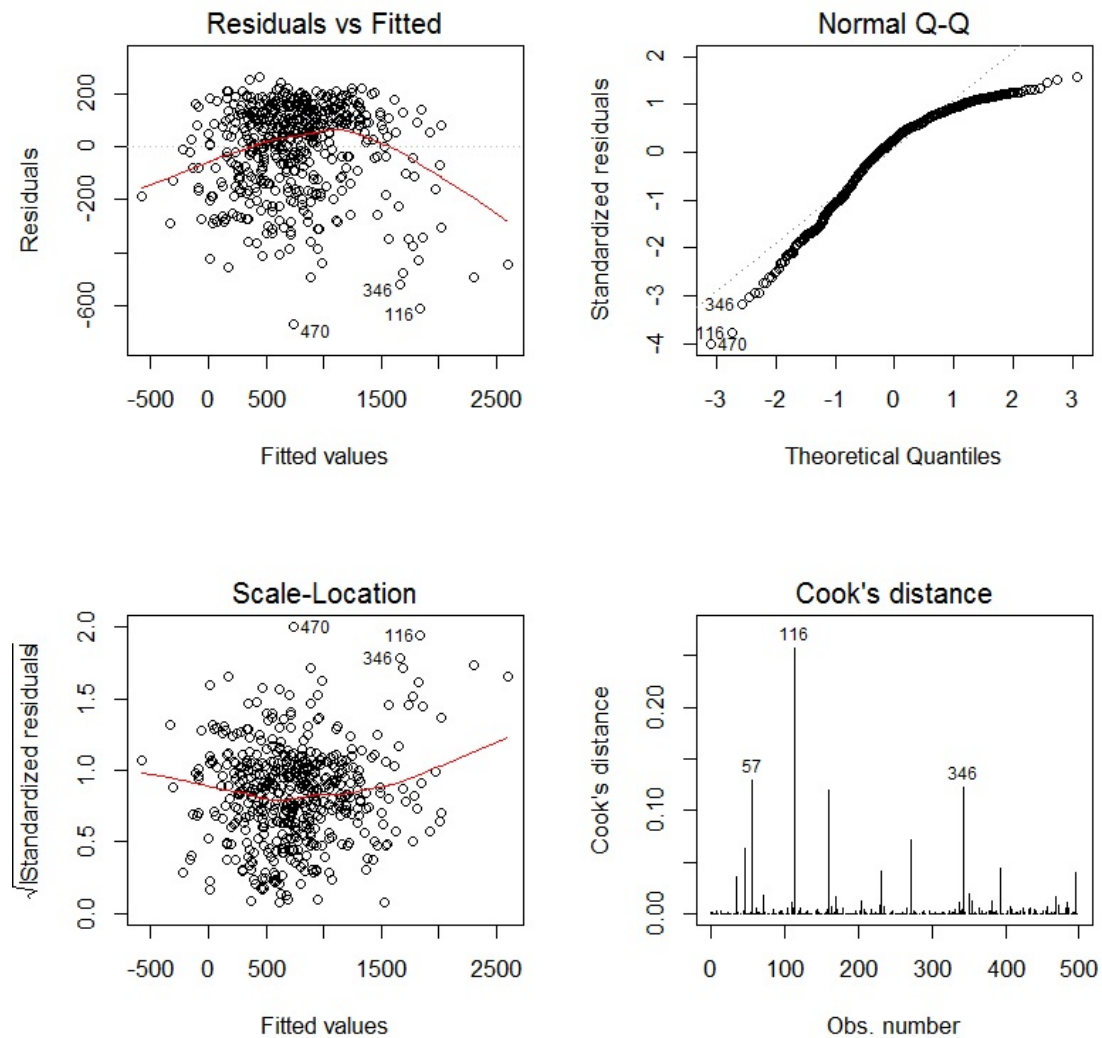 Residuals vs Fitted
Residuals
200
0
-200
-600
346
116
470
-500 0 500 1500 2500
Fitted values
Normal Q-Q
Standardized residuals
2
1
0
-1
-2
-3
-4
346
116
470
-3 -2 -1 0 1 2 3
Theoretical Quantiles
Scale-Location
√|Standardized residuals|
2.0
1.5
1.0
0.5
0.0
470
116
346
-500 0 500 1500 2500
Fitted values
Cook's distance
Cook's distance
0.20
0.10
0.00
116
57
346
0 100 200 300 400 500
Obs. number